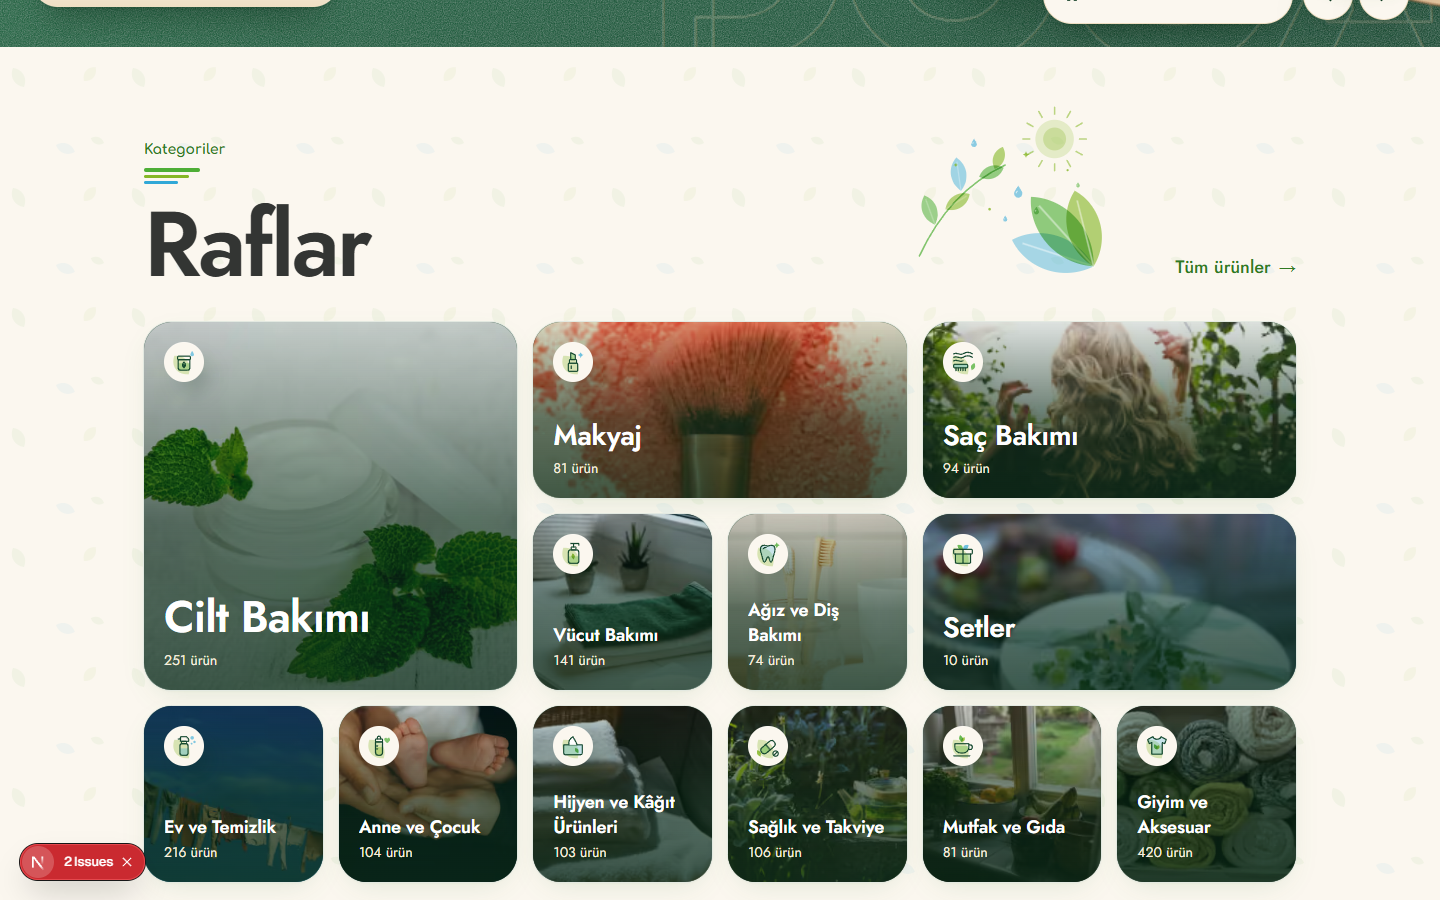 Kategoriler
Raflar
Tüm ürünler →
Cilt Bakımı
251 ürün
Makyaj
81 ürün
Saç Bakımı
94 ürün
Vücut Bakımı
141 ürün
Ağız ve Diş
Bakımı
74 ürün
Setler
10 ürün
Ev ve Temizlik
216 ürün
Anne ve Çocuk
104 ürün
Hijyen ve Kâğıt
Ürünleri
103 ürün
Sağlık ve Takviye
106 ürün
Mutfak ve Gıda
81 ürün
Giyim ve
Aksesuar
420 ürün
N 2 Issues ×